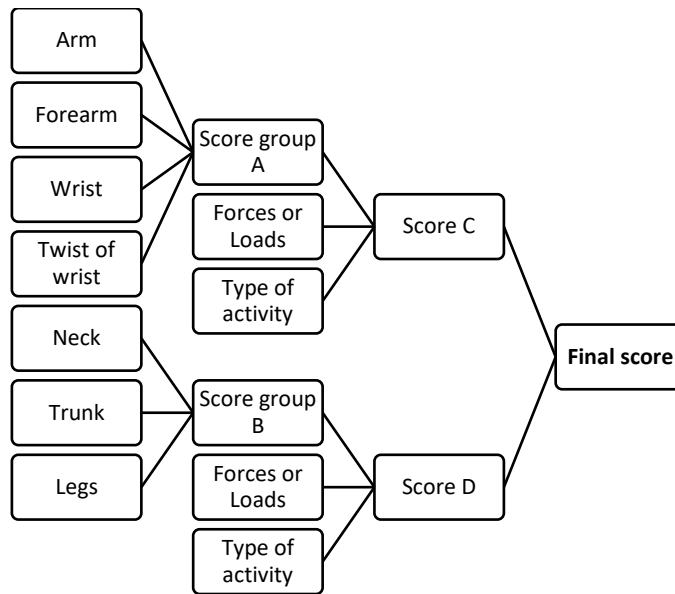 Arm
Forearm
Wrist
Twist of
wrist
Neck
Trunk
Legs
Score group
A
Forces or
Loads
Type of
activity
Score group
B
Forces or
Loads
Type of
activity
Score C
Score D
Final score